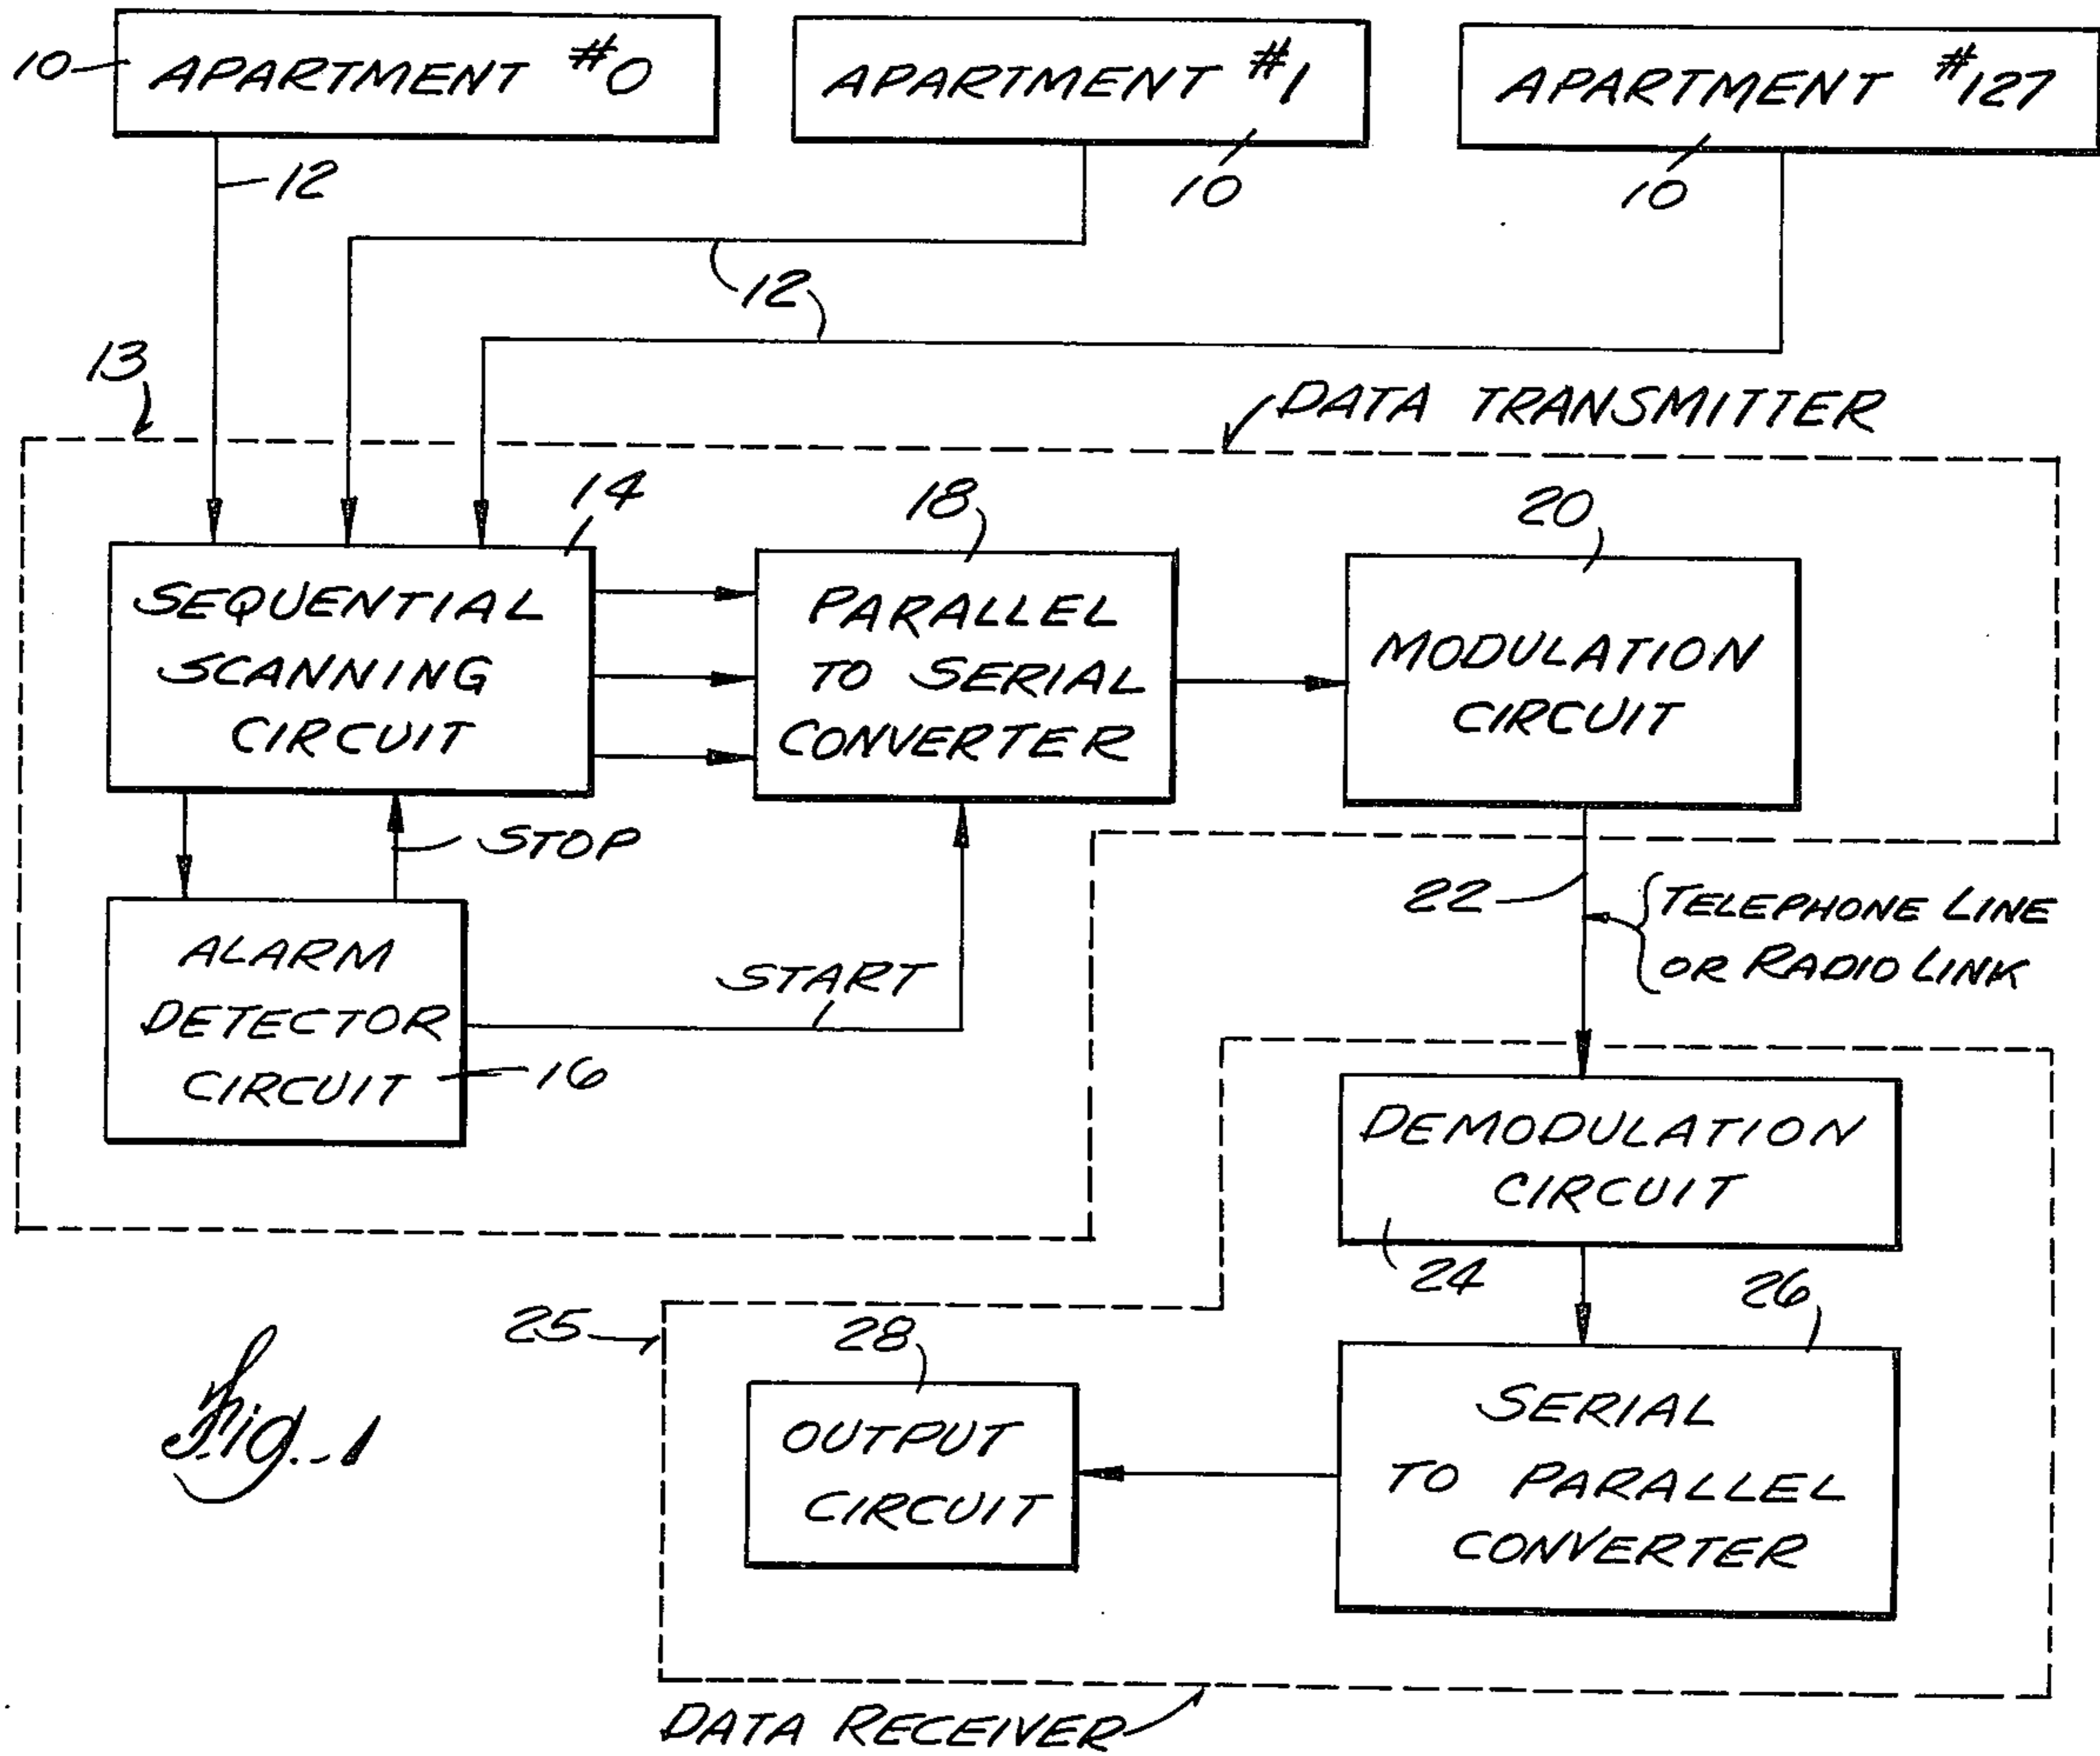 10
APARTMENT #0
APARTMENT #1
APARTMENT #127
12
10
10
12
13
DATA TRANSMITTER
14
18
20
SEQUENTIAL
SCANNING
CIRCUIT
PARALLEL
TO SERIAL
CONVERTER
MODULATION
CIRCUIT
STOP
22
TELEPHONE LINE
OR RADIO LINK
ALARM
DETECTOR
CIRCUIT
16
START
DEMODULATION
CIRCUIT
24
26
25
28
OUTPUT
CIRCUIT
SERIAL
TO PARALLEL
CONVERTER
Fig. 1
DATA RECEIVER